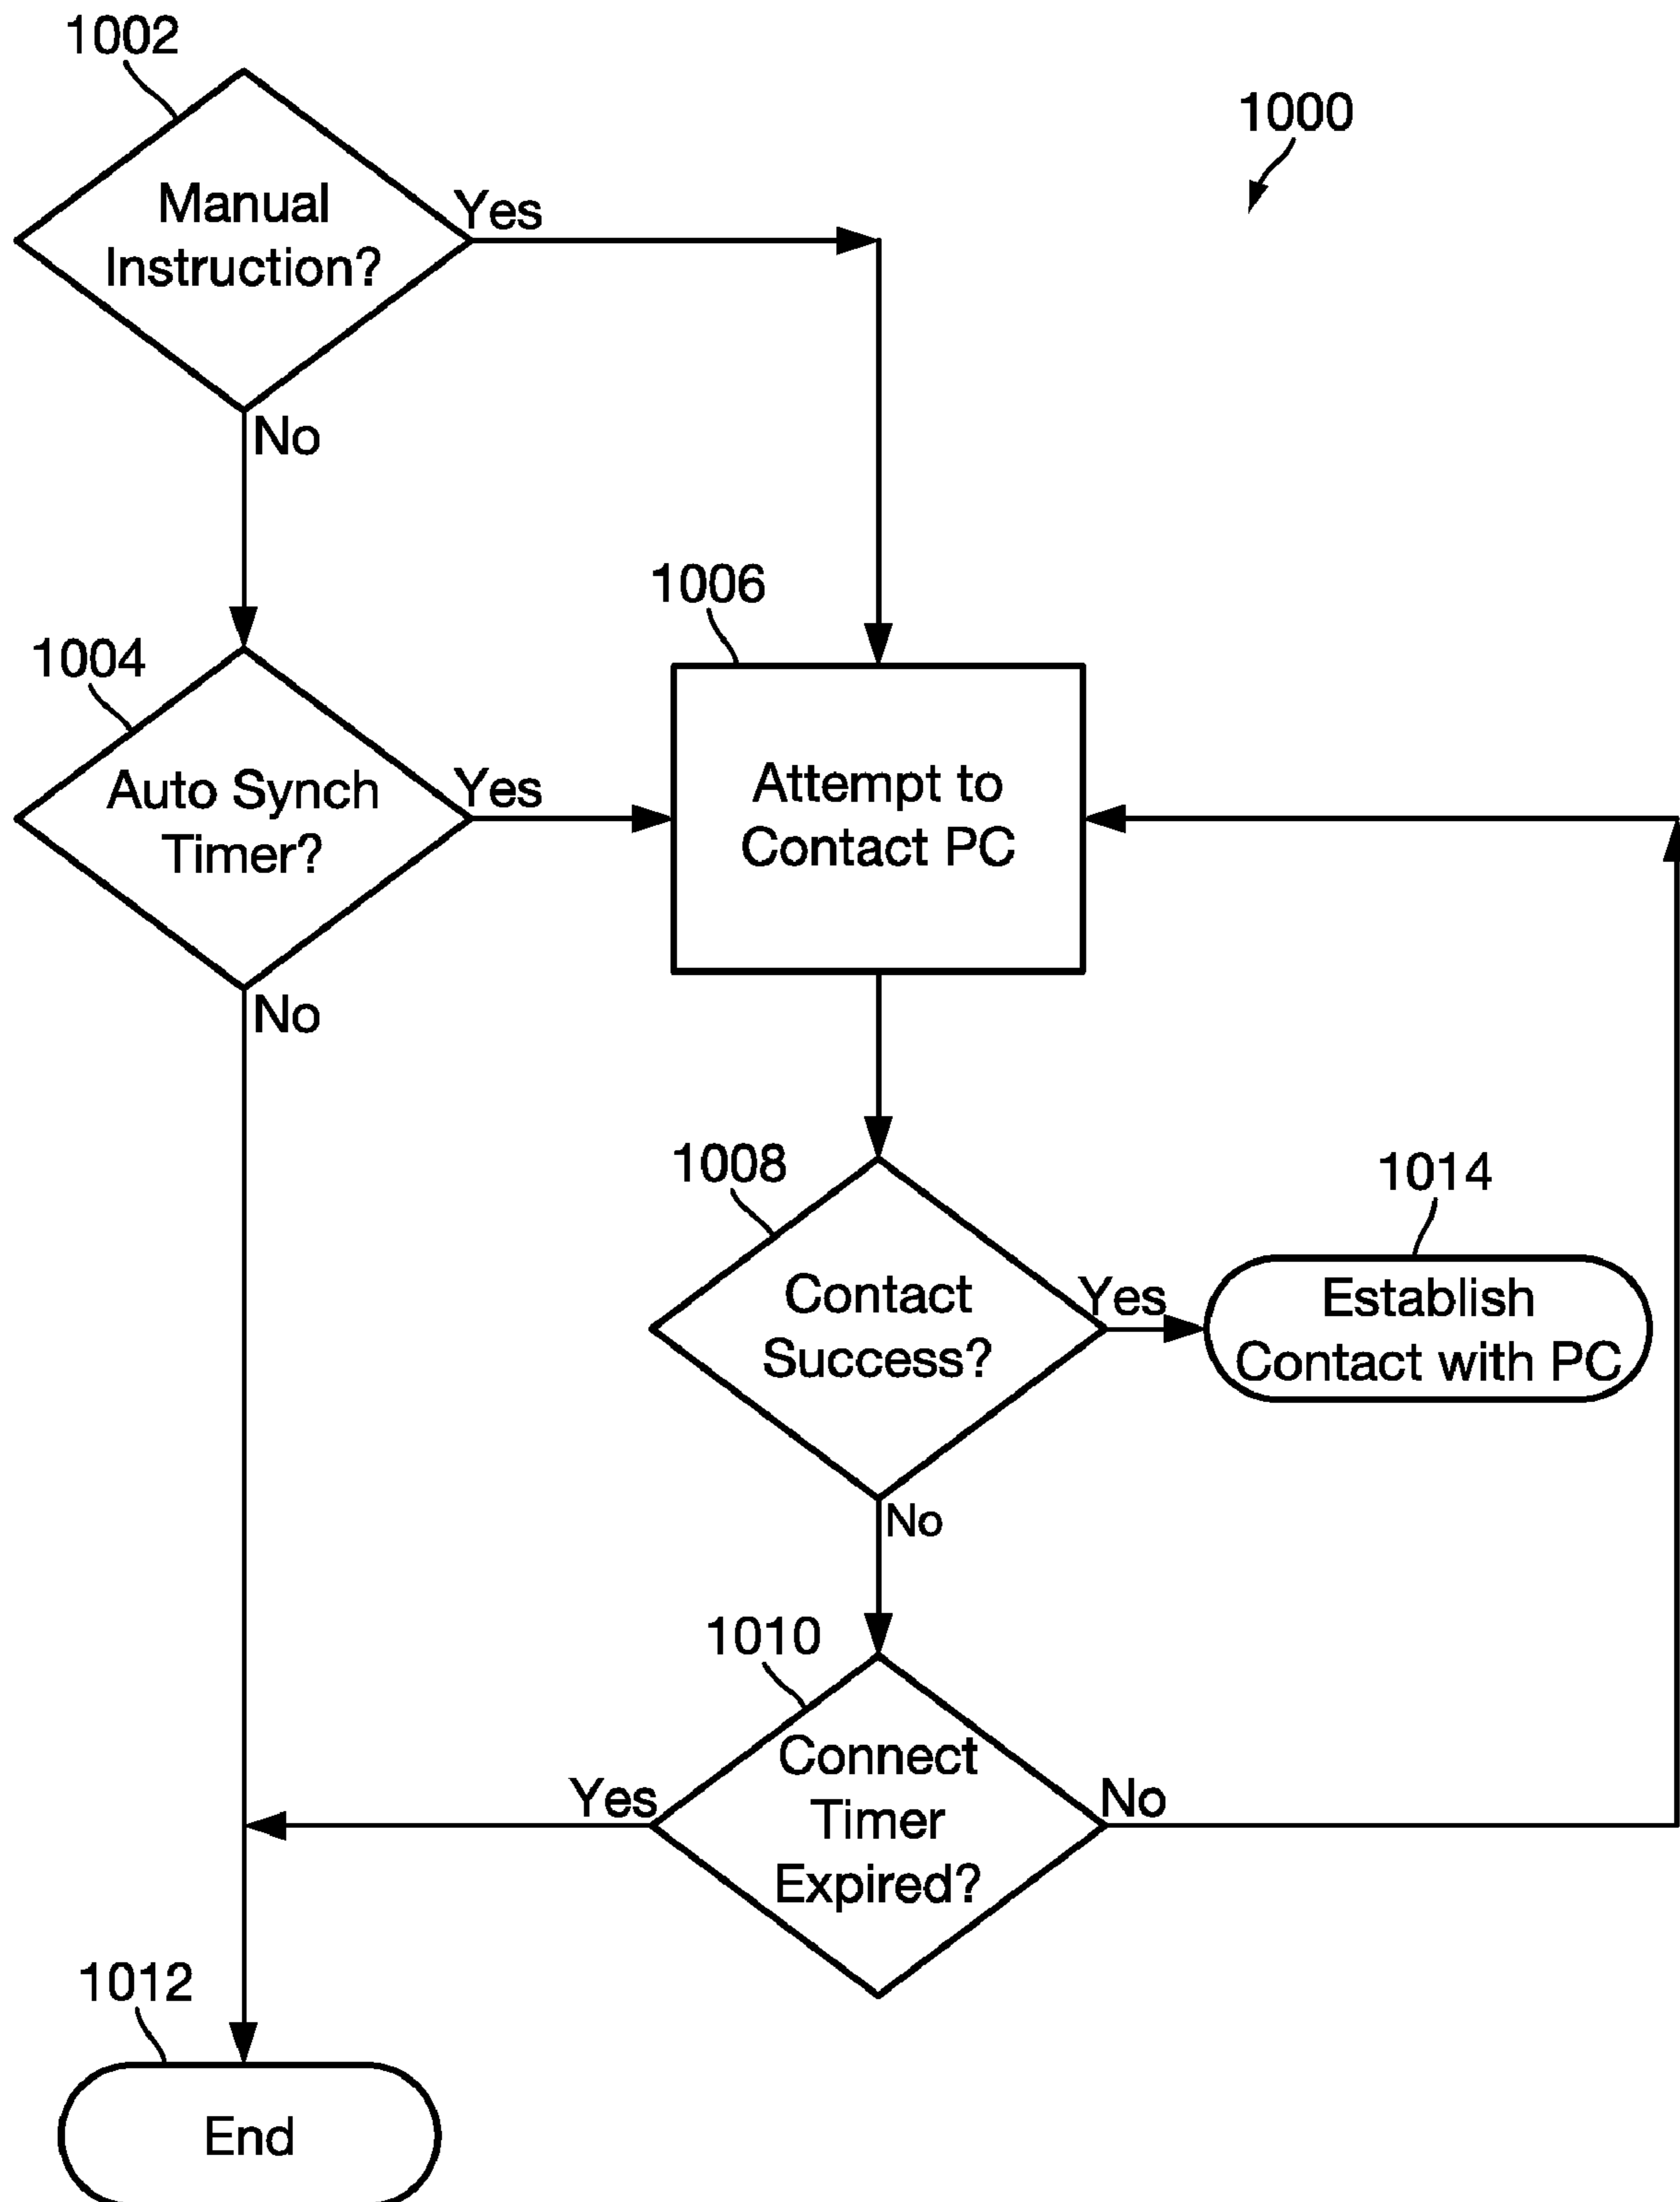 1002
1000
Manual
Instruction?
Yes
No
1006
1004
Auto Synch
Timer?
Yes
Attempt to
Contact PC
No
1008
1014
Contact
Success?
Yes
Establish
Contact with PC
No
1010
Connect
Timer
Expired?
Yes
No
1012
End